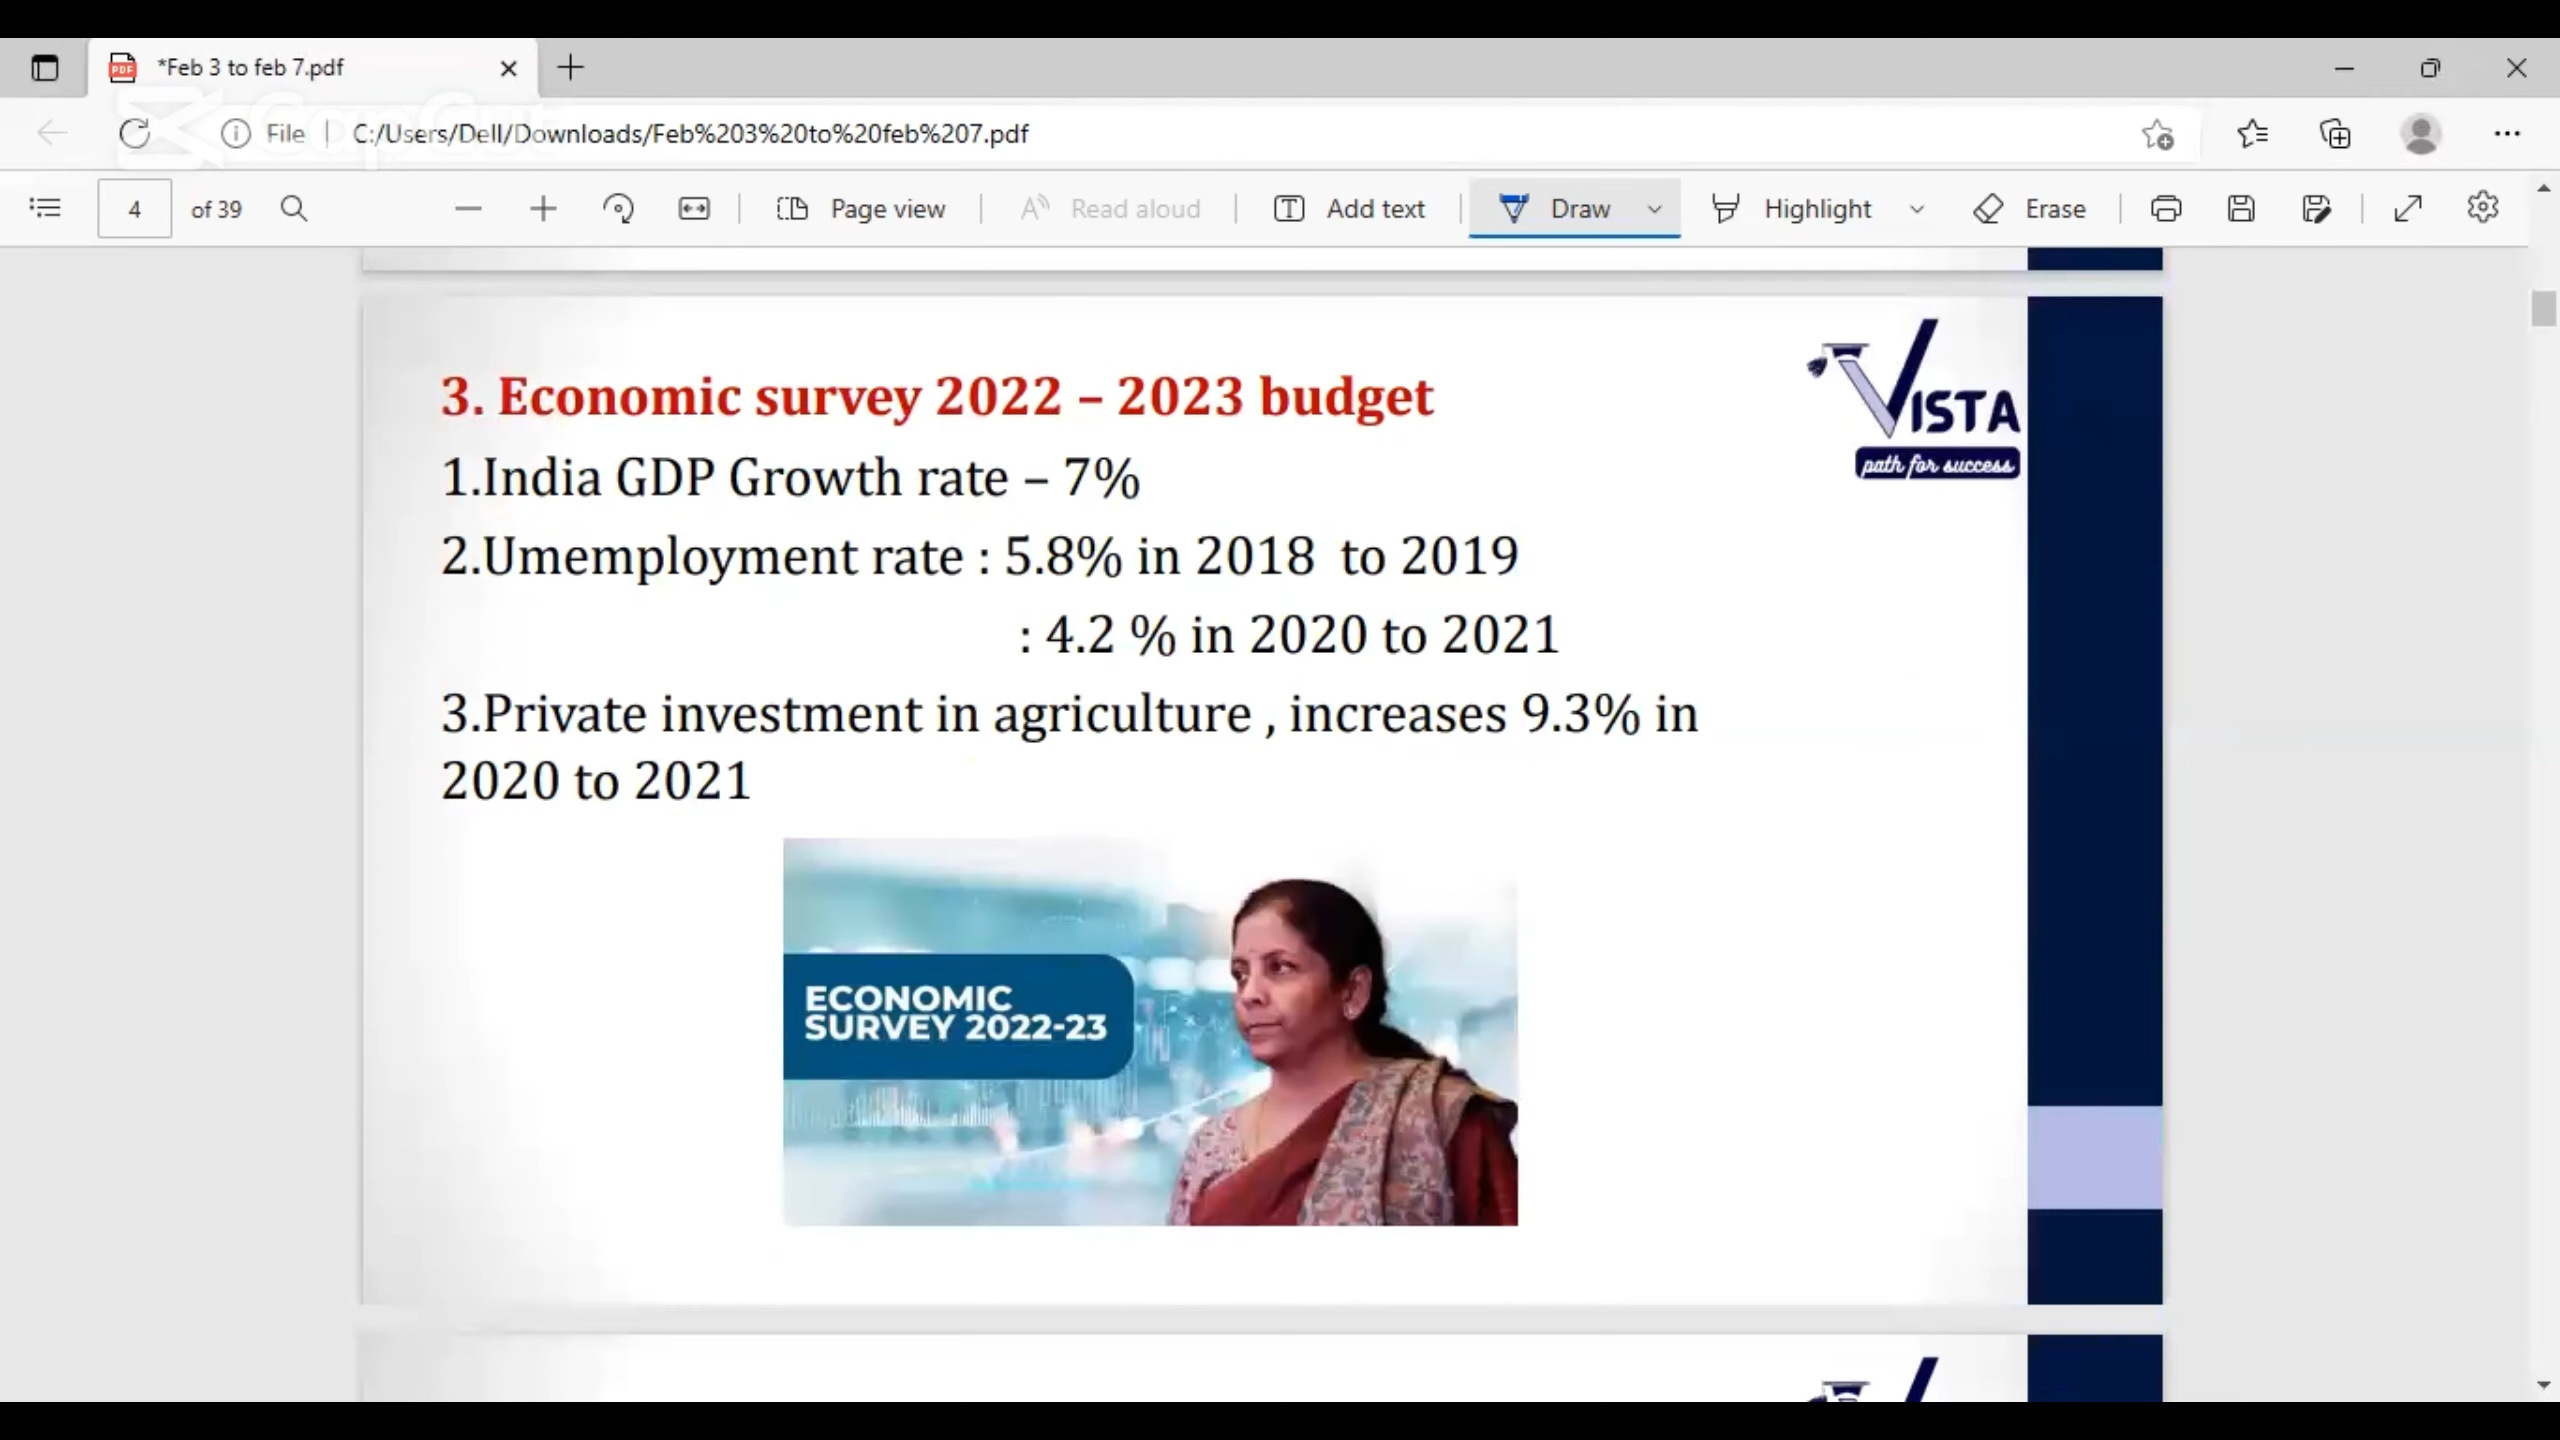 *Feb 3 to feb 7.pdf
CapCut
File | C:/Users/Dell/Downloads/Feb%203%20to%20feb%207.pdf
4 of 39 Page view Read aloud Add text Draw Highlight Erase
3. Economic survey 2022 – 2023 budget
VISTA
path for success
1.India GDP Growth rate – 7%
2.Umemployment rate : 5.8% in 2018 to 2019
: 4.2 % in 2020 to 2021
3.Private investment in agriculture , increases 9.3% in
2020 to 2021
ECONOMIC
SURVEY 2022-23